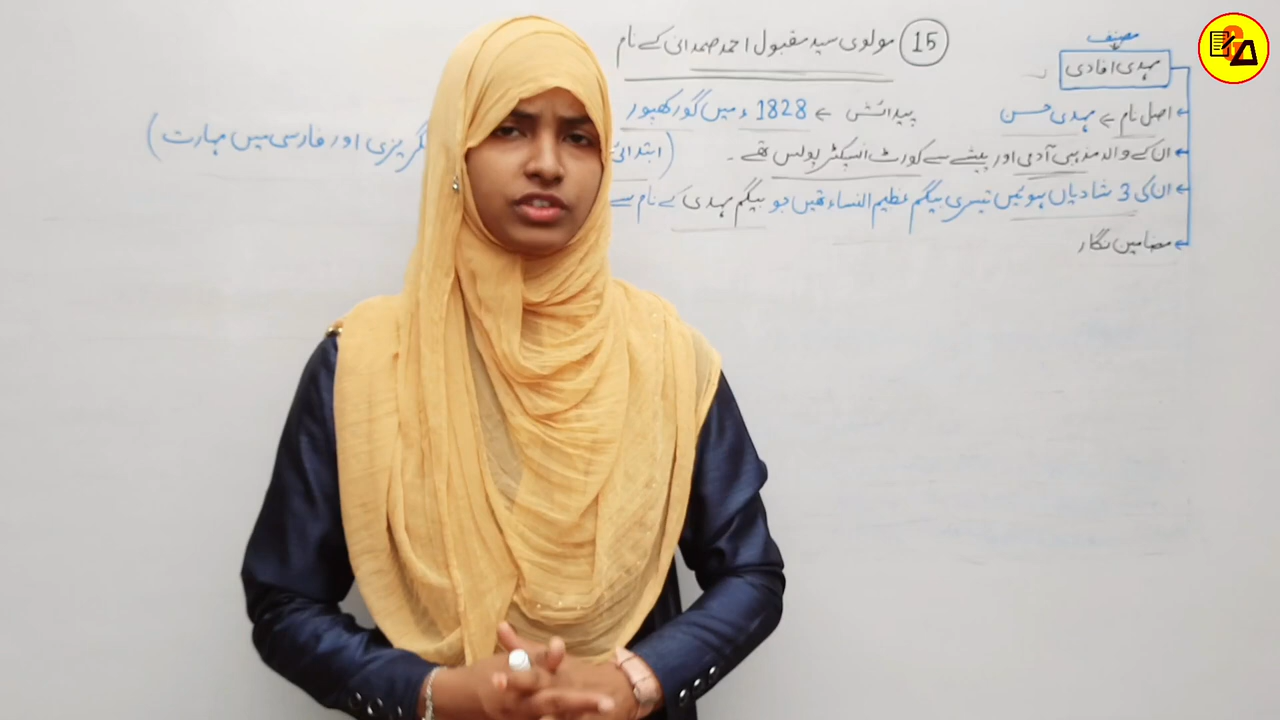 15 مولوی سید مقبول احمد صمدانی کے نام
مصنف
مہدی افادی
اصل نام ← مہدی حسن
پیدائش ← 1828ء میں گورکھپور
(ابتدائی گریزی اور فارسی میں مہارت)
ان کے والد مذہبی آدمی اور پیشے سے کورٹ انسپکٹر پولس تھے۔
ان کی 3 شادیاں ہوئیں تیسری بیگم عظیم النساء تھیں جو بیگم مہدی کے نام سے
مضامین نگار